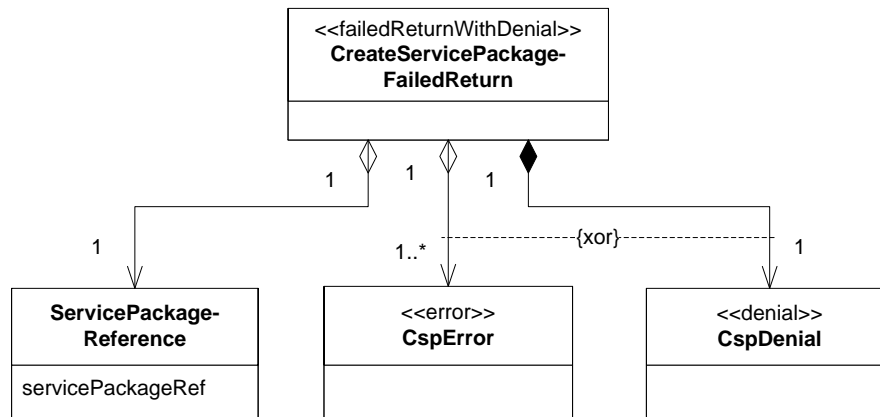 <<failedReturnWithDenial>>
CreateServicePackage-
FailedReturn
1
1
1
1
1..*
{xor}
1
ServicePackage-
Reference
servicePackageRef
<<error>>
CspError
<<denial>>
CspDenial